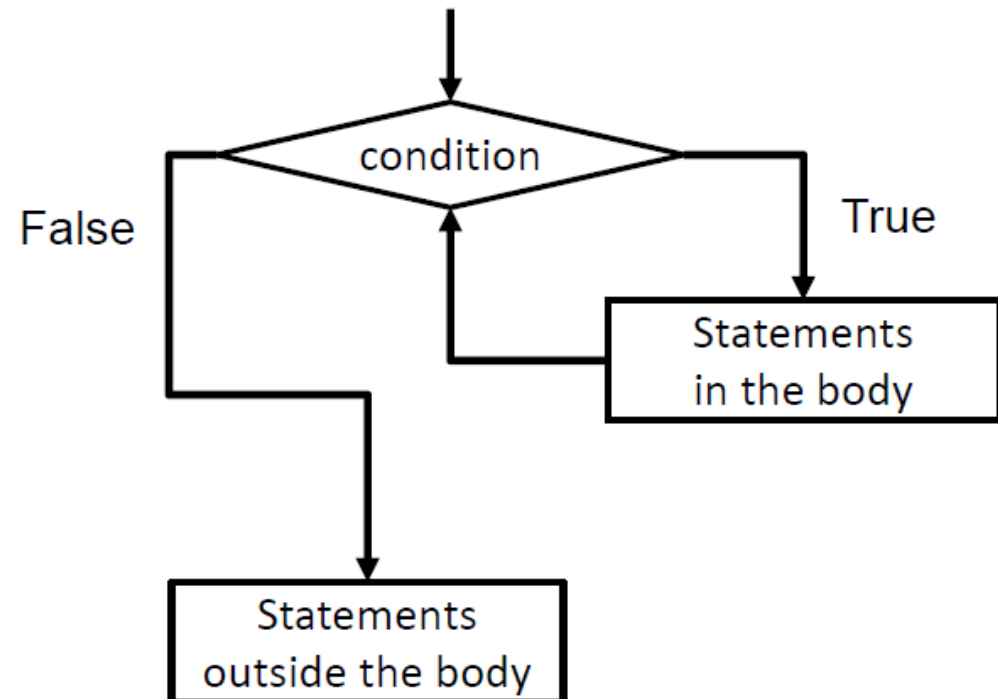 condition
False
True
Statements
in the body
Statements
outside the body